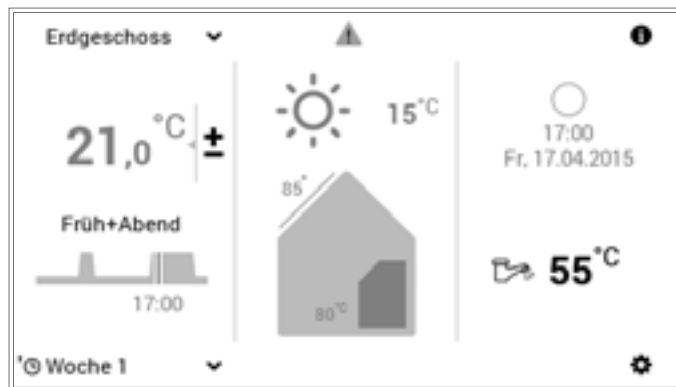 Erdgeschoss
21,0 °C ±
Früh+Abend
17:00
Woche 1
15°C
85°
80°C
17:00
Fr. 17.04.2015
55°C